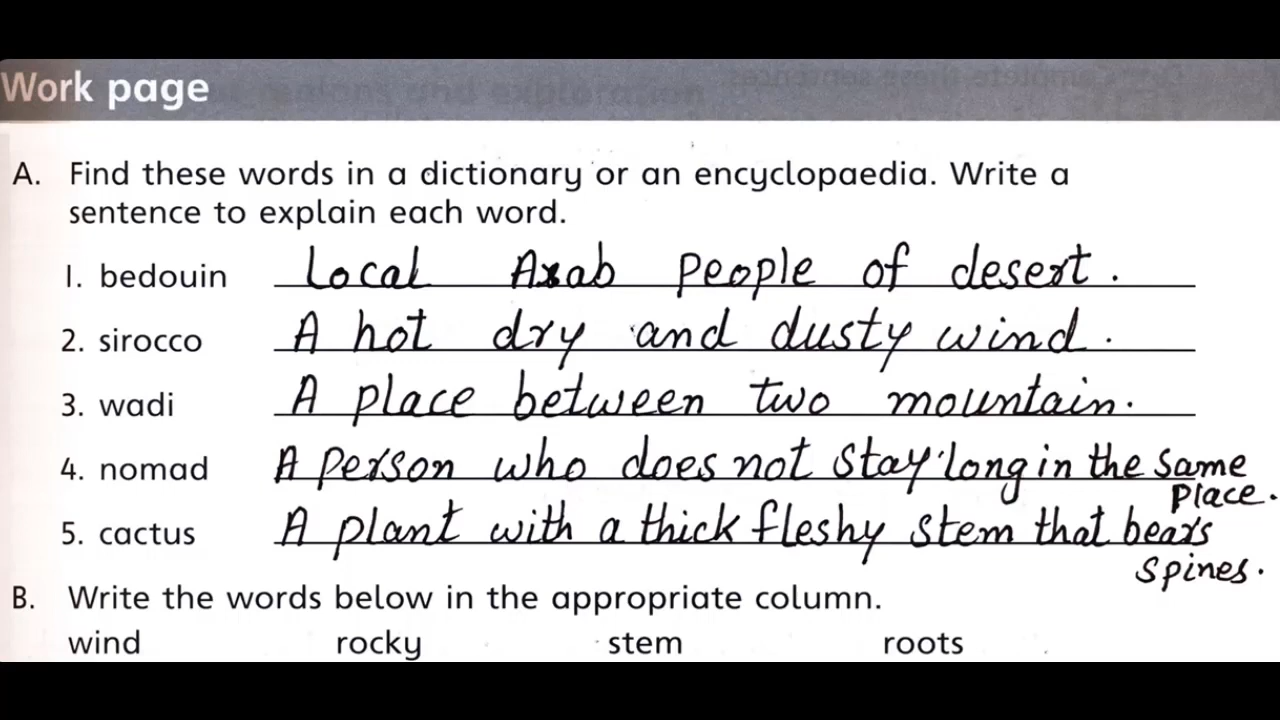 Work page
A. Find these words in a dictionary or an encyclopaedia. Write a
sentence to explain each word.
1. bedouin Local Arab People of desert.
2. sirocco A hot dry and dusty wind.
3. wadi A place between two mountain.
4. nomad A person who does not stay long in the same
Place.
5. cactus A plant with a thick fleshy stem that bears
spines.
B. Write the words below in the appropriate column.
wind rocky stem roots